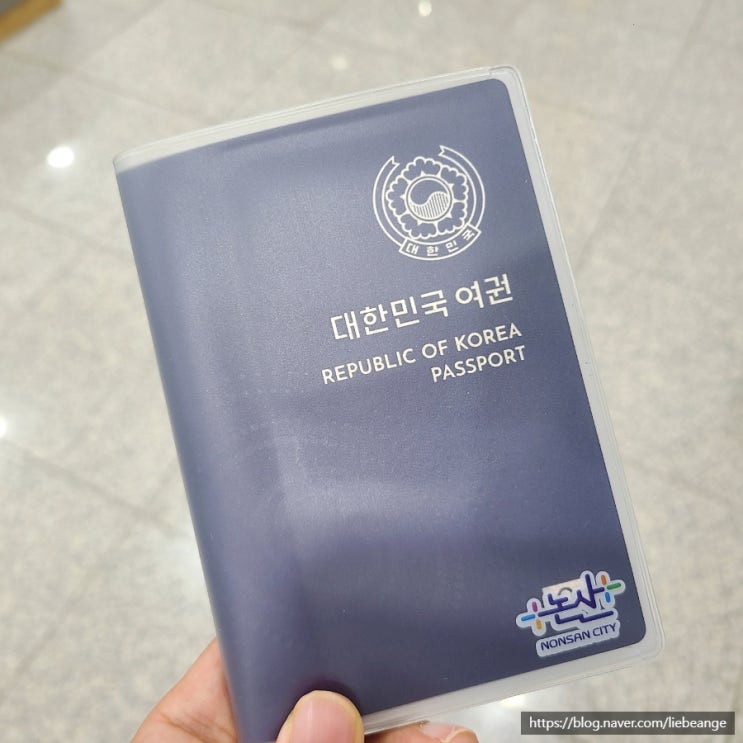 대한민국
대한민국 여권
REPUBLIC OF KOREA
PASSPORT
논산
NONSAN CITY
https://blog.naver.com/liebeange